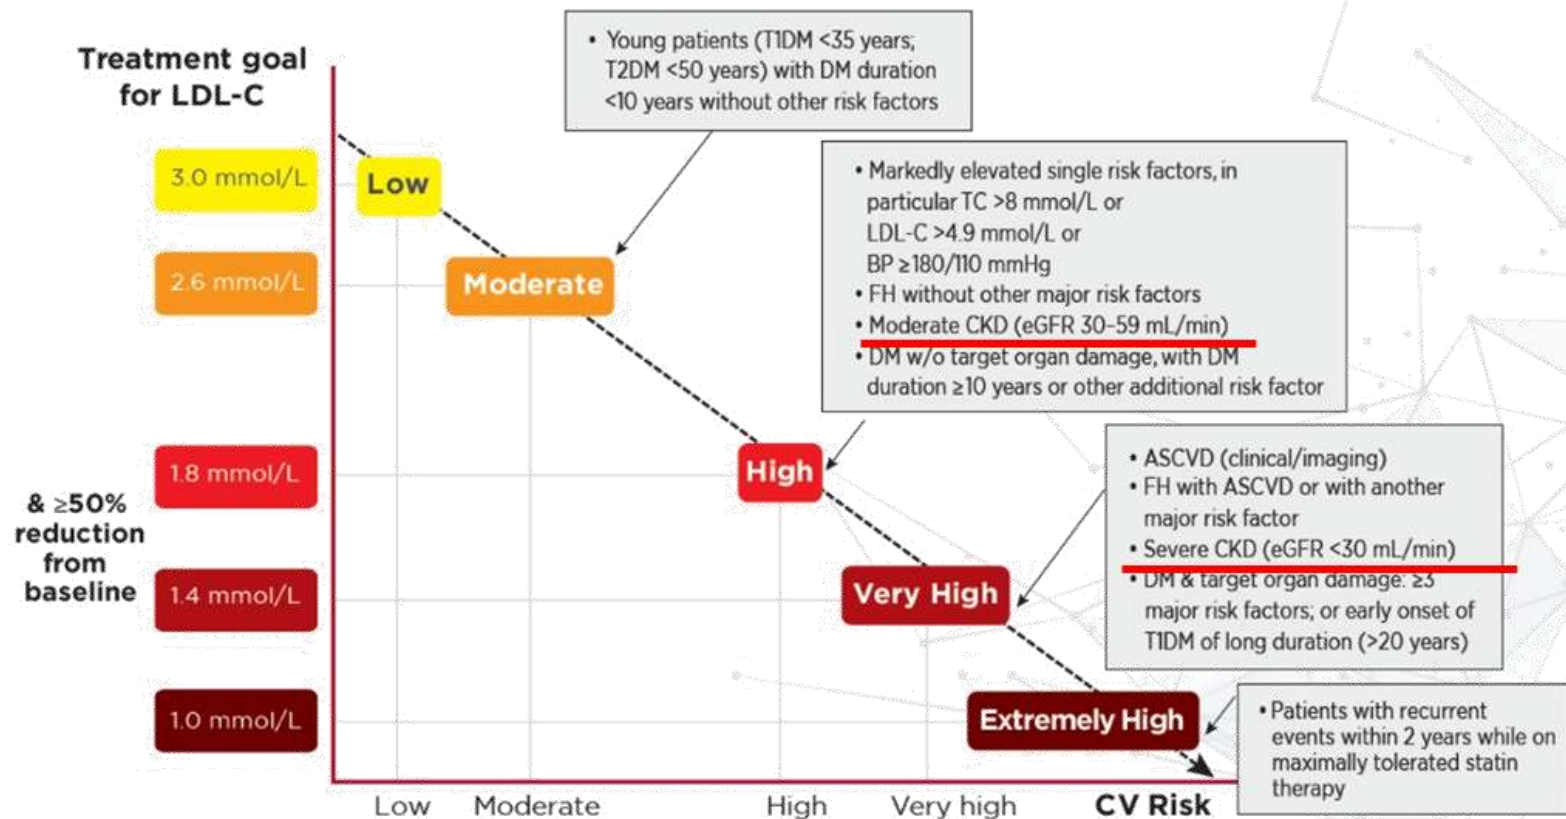 Treatment goal
for LDL-C
3.0 mmol/L
2.6 mmol/L
1.8 mmol/L
1.4 mmol/L
1.0 mmol/L
& ≥50%
reduction
from
baseline
Low
Moderate
High
Very High
Extremely High
• Young patients (T1DM <35 years;
T2DM <50 years) with DM duration
<10 years without other risk factors
• Markedly elevated single risk factors, in
particular TC >8 mmol/L or
LDL-C >4.9 mmol/L or
BP ≥180/110 mmHg
• FH without other major risk factors
• Moderate CKD (eGFR 30-59 mL/min)
• DM w/o target organ damage, with DM
duration ≥10 years or other additional risk factor
• ASCVD (clinical/imaging)
• FH with ASCVD or with another
major risk factor
• Severe CKD (eGFR <30 mL/min)
• DM & target organ damage: ≥3
major risk factors; or early onset of
T1DM of long duration (>20 years)
• Patients with recurrent
events within 2 years while on
maximally tolerated statin
therapy
Low
Moderate
High
Very high
CV Risk